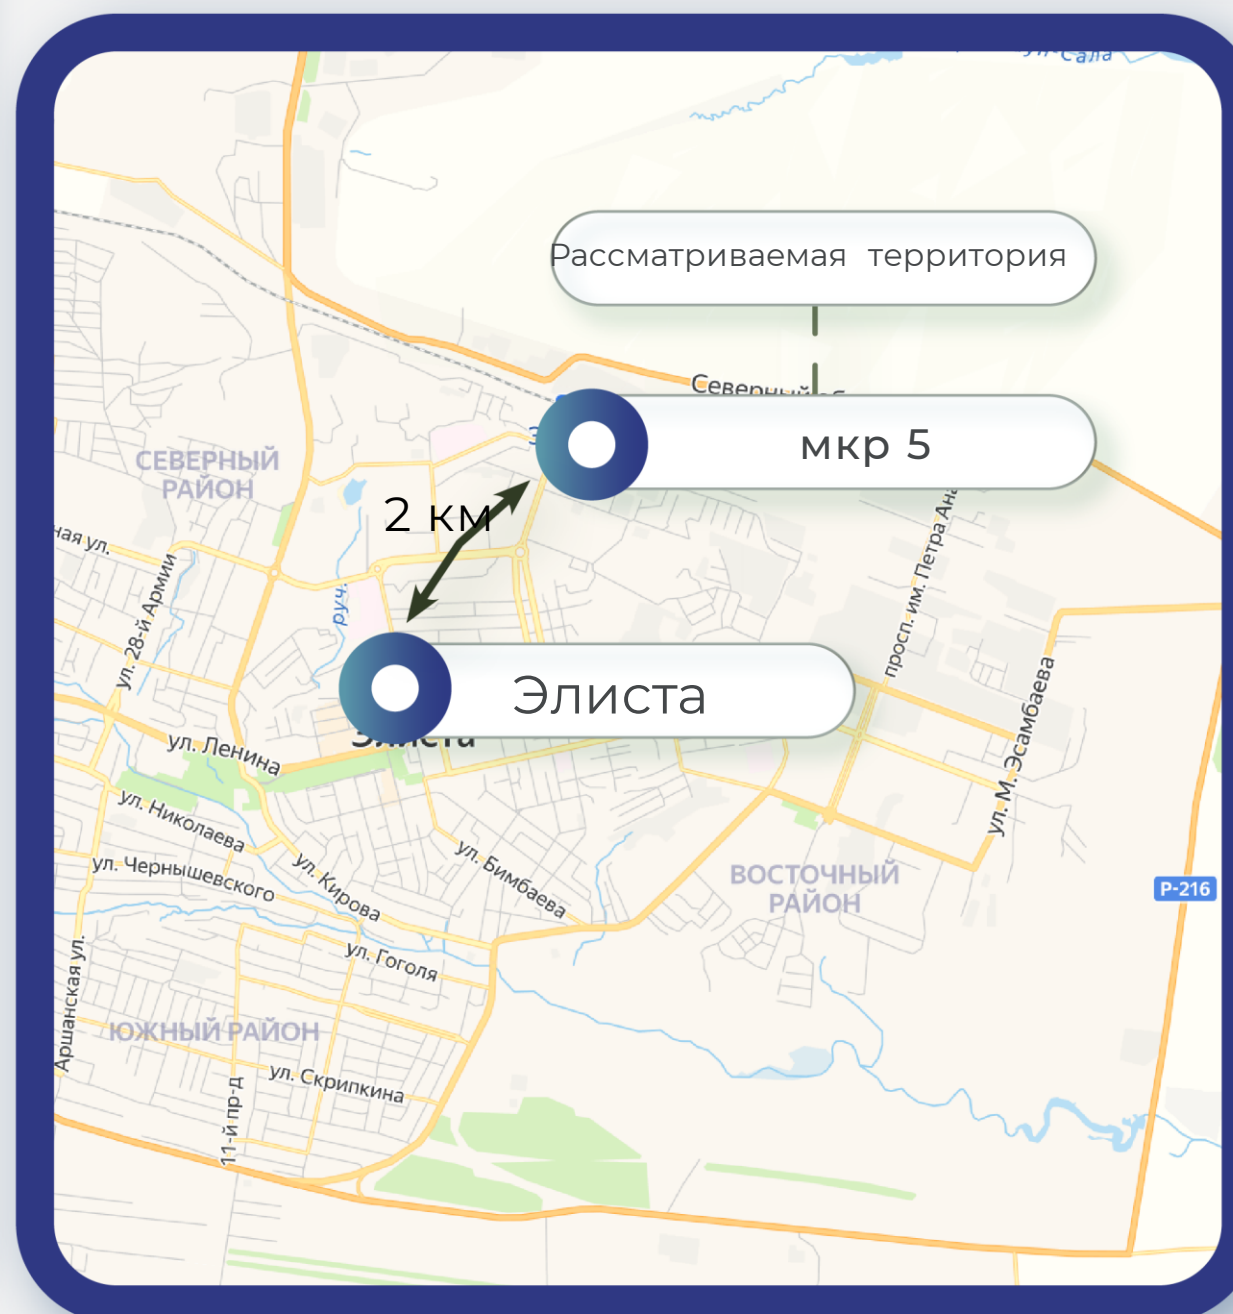 Рассматриваемая территория
мкр 5
2 км
Элиста
Элиста
СЕВЕРНЫЙ
РАЙОН
просп. им. Петра
ул. 28-й Армии
руч.
ул. М. Эсамбаева
ул. Ленина
ул. Николаева
ул. Чернышевского
ул. Кирова
ул. Бимбаева
ВОСТОЧНЫЙ
РАЙОН
Р-216
ул. Гоголя
Аршанская ул.
ЮЖНЫЙ РАЙОН
ул. Скрипкина
11-й пр-д